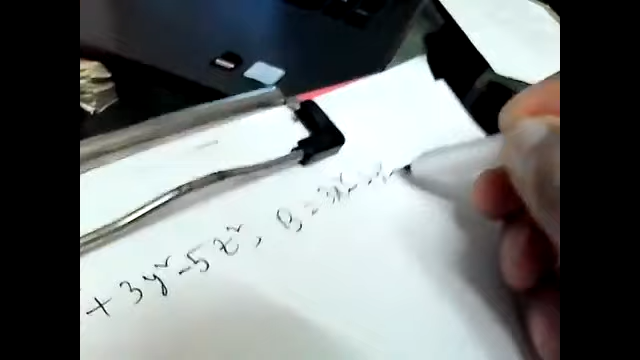 + 3y² - 5z², B = 3x² -